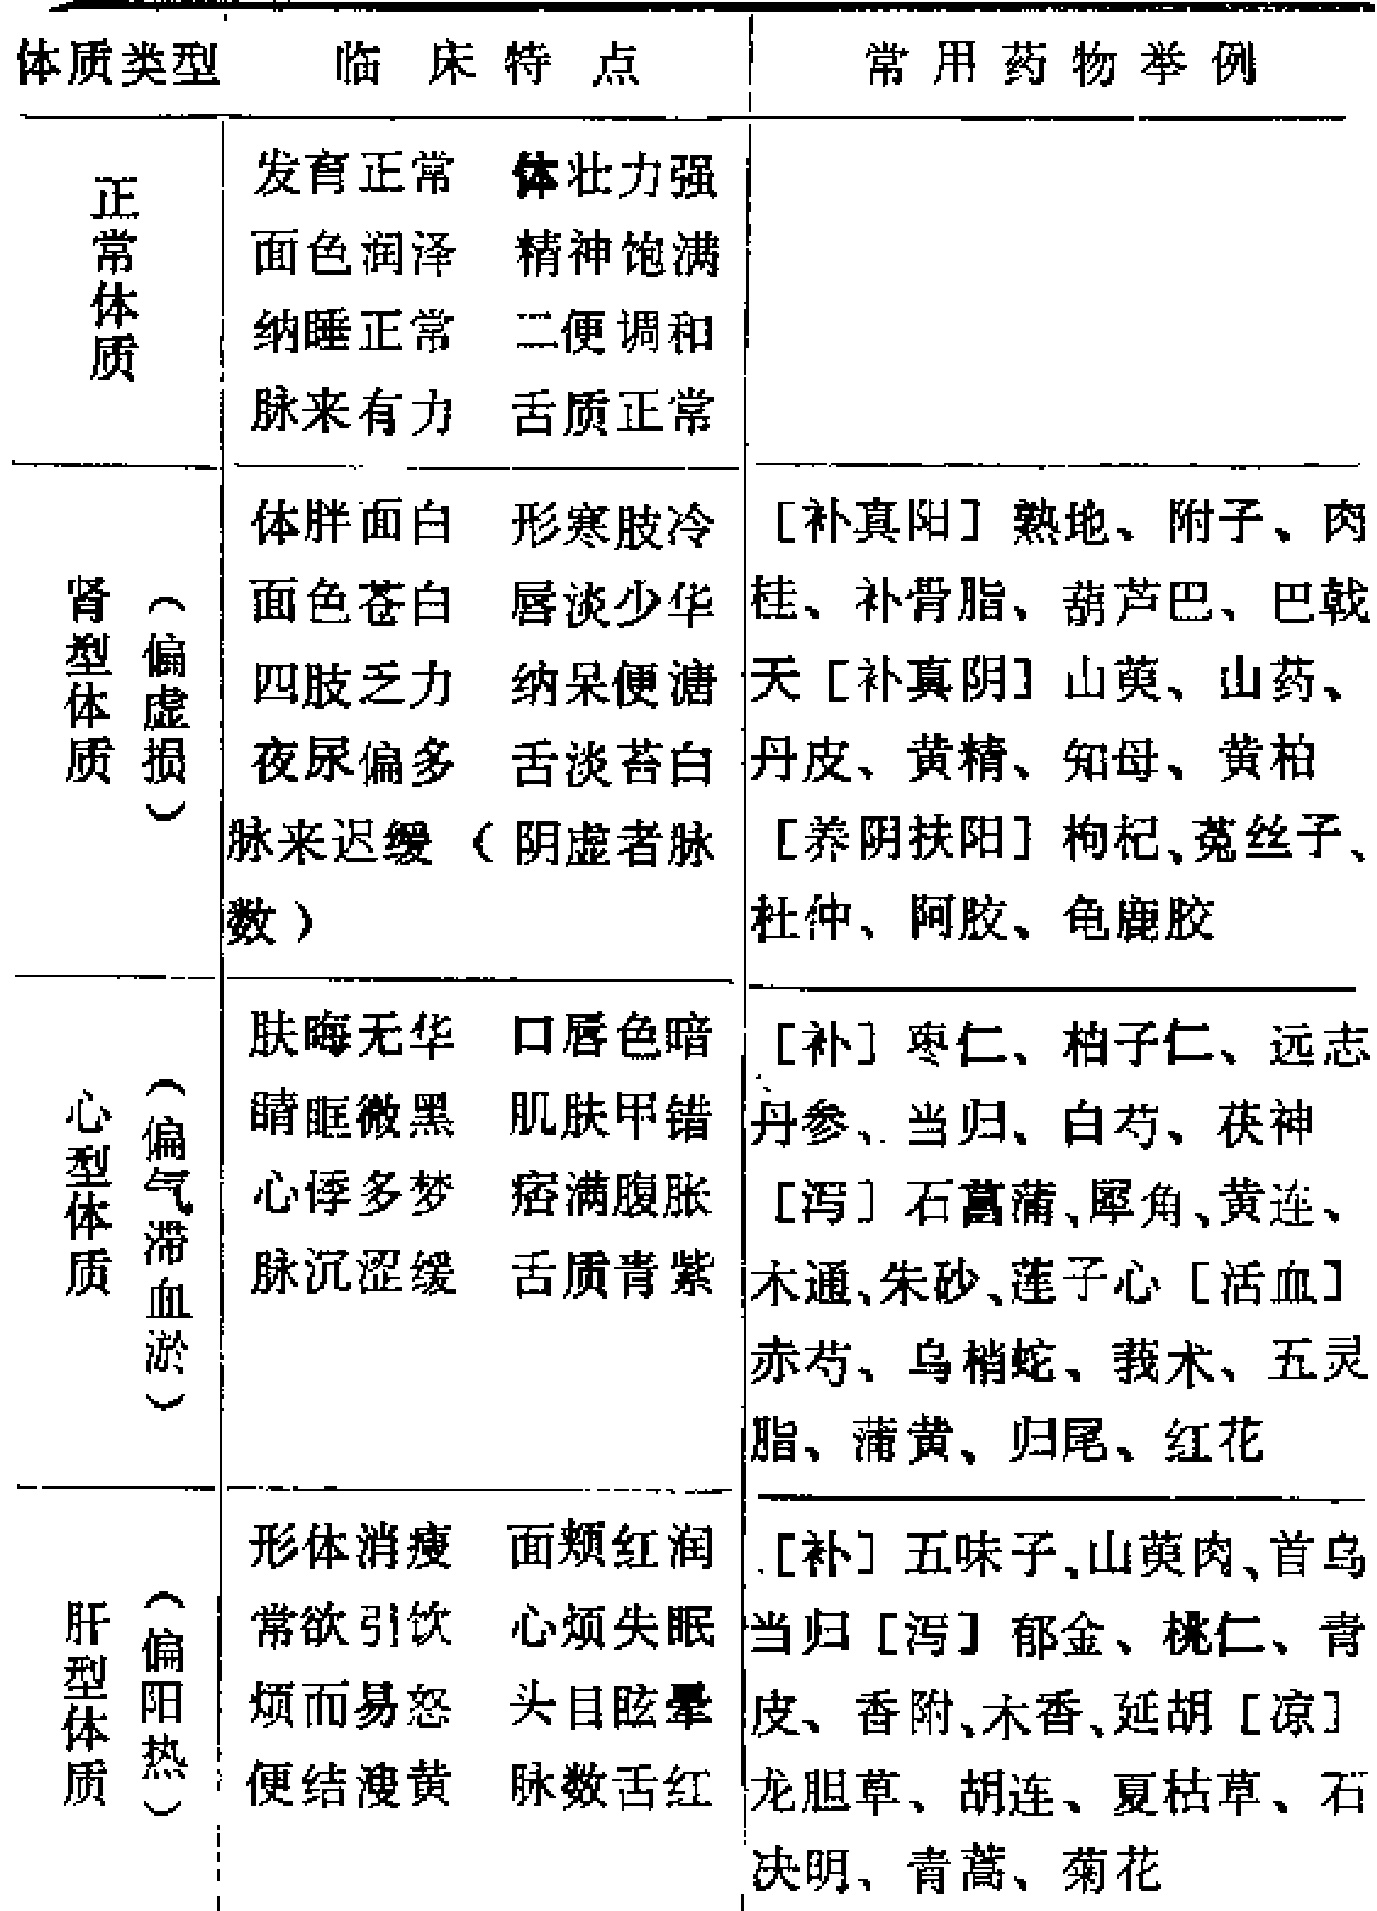 体质类型 临床特点 常用药物举例
正常体质
发育正常 体壮力强
面色润泽 精神饱满
纳睡正常 二便调和
脉来有力 舌质正常
肾型体质
（偏虚损）
体胖面白 形寒肢冷
面色苍白 唇淡少华
四肢乏力 纳呆便溏
夜尿偏多 舌淡苔白
脉来迟缓（阴虚者脉
数）
［补真阳］熟地、附子、肉
桂、补骨脂、葫芦巴、巴戟
天［补真阴］山萸、山药、
丹皮、黄精、知母、黄柏
［养阴扶阳］枸杞、菟丝子、
杜仲、阿胶、龟鹿胶
心型体质
（偏气滞血淤）
肤晦无华 口唇色暗
睛眶微黑 肌肤甲错
心悸多梦 痞满腹胀
脉沉涩缓 舌质青紫
［补］枣仁、柏子仁、远志
丹参、当归、白芍、茯神
［泻］石菖蒲、犀角、黄连、
木通、朱砂、莲子心［活血］
赤芍、乌梢蛇、莪术、五灵
脂、蒲黄、归尾、红花
肝型体质
（偏阳热）
形体消瘦 面颊红润
常欲引饮 心烦失眠
烦而易怒 头目眩晕
便结溲黄 脉数舌红
［补］五味子、山萸肉、首乌
当归［泻］郁金、桃仁、青
皮、香附、木香、延胡［凉］
龙胆草、胡连、夏枯草、石
决明、青蒿、菊花